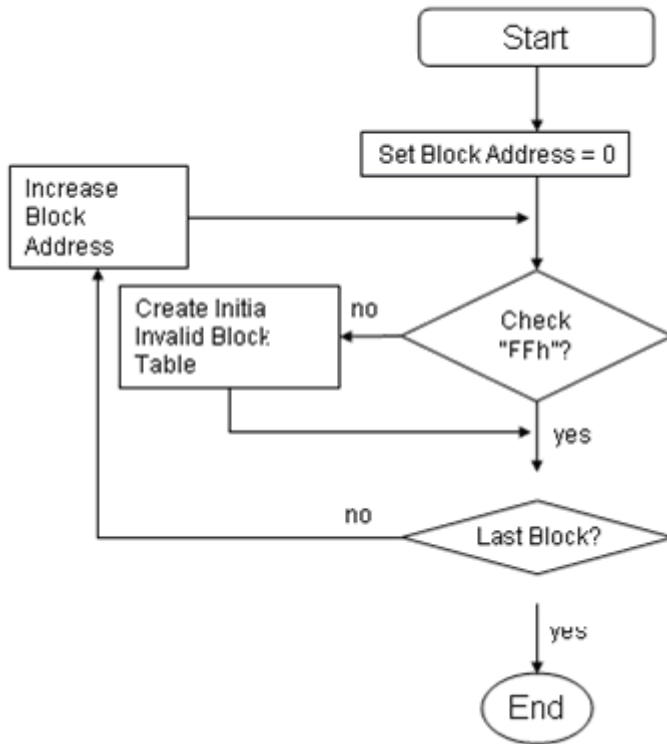 Start
Set Block Address = 0
Increase
Block
Address
Create Initia
Invalid Block
Table
no
Check
"FFh"?
yes
no
Last Block?
yes
End